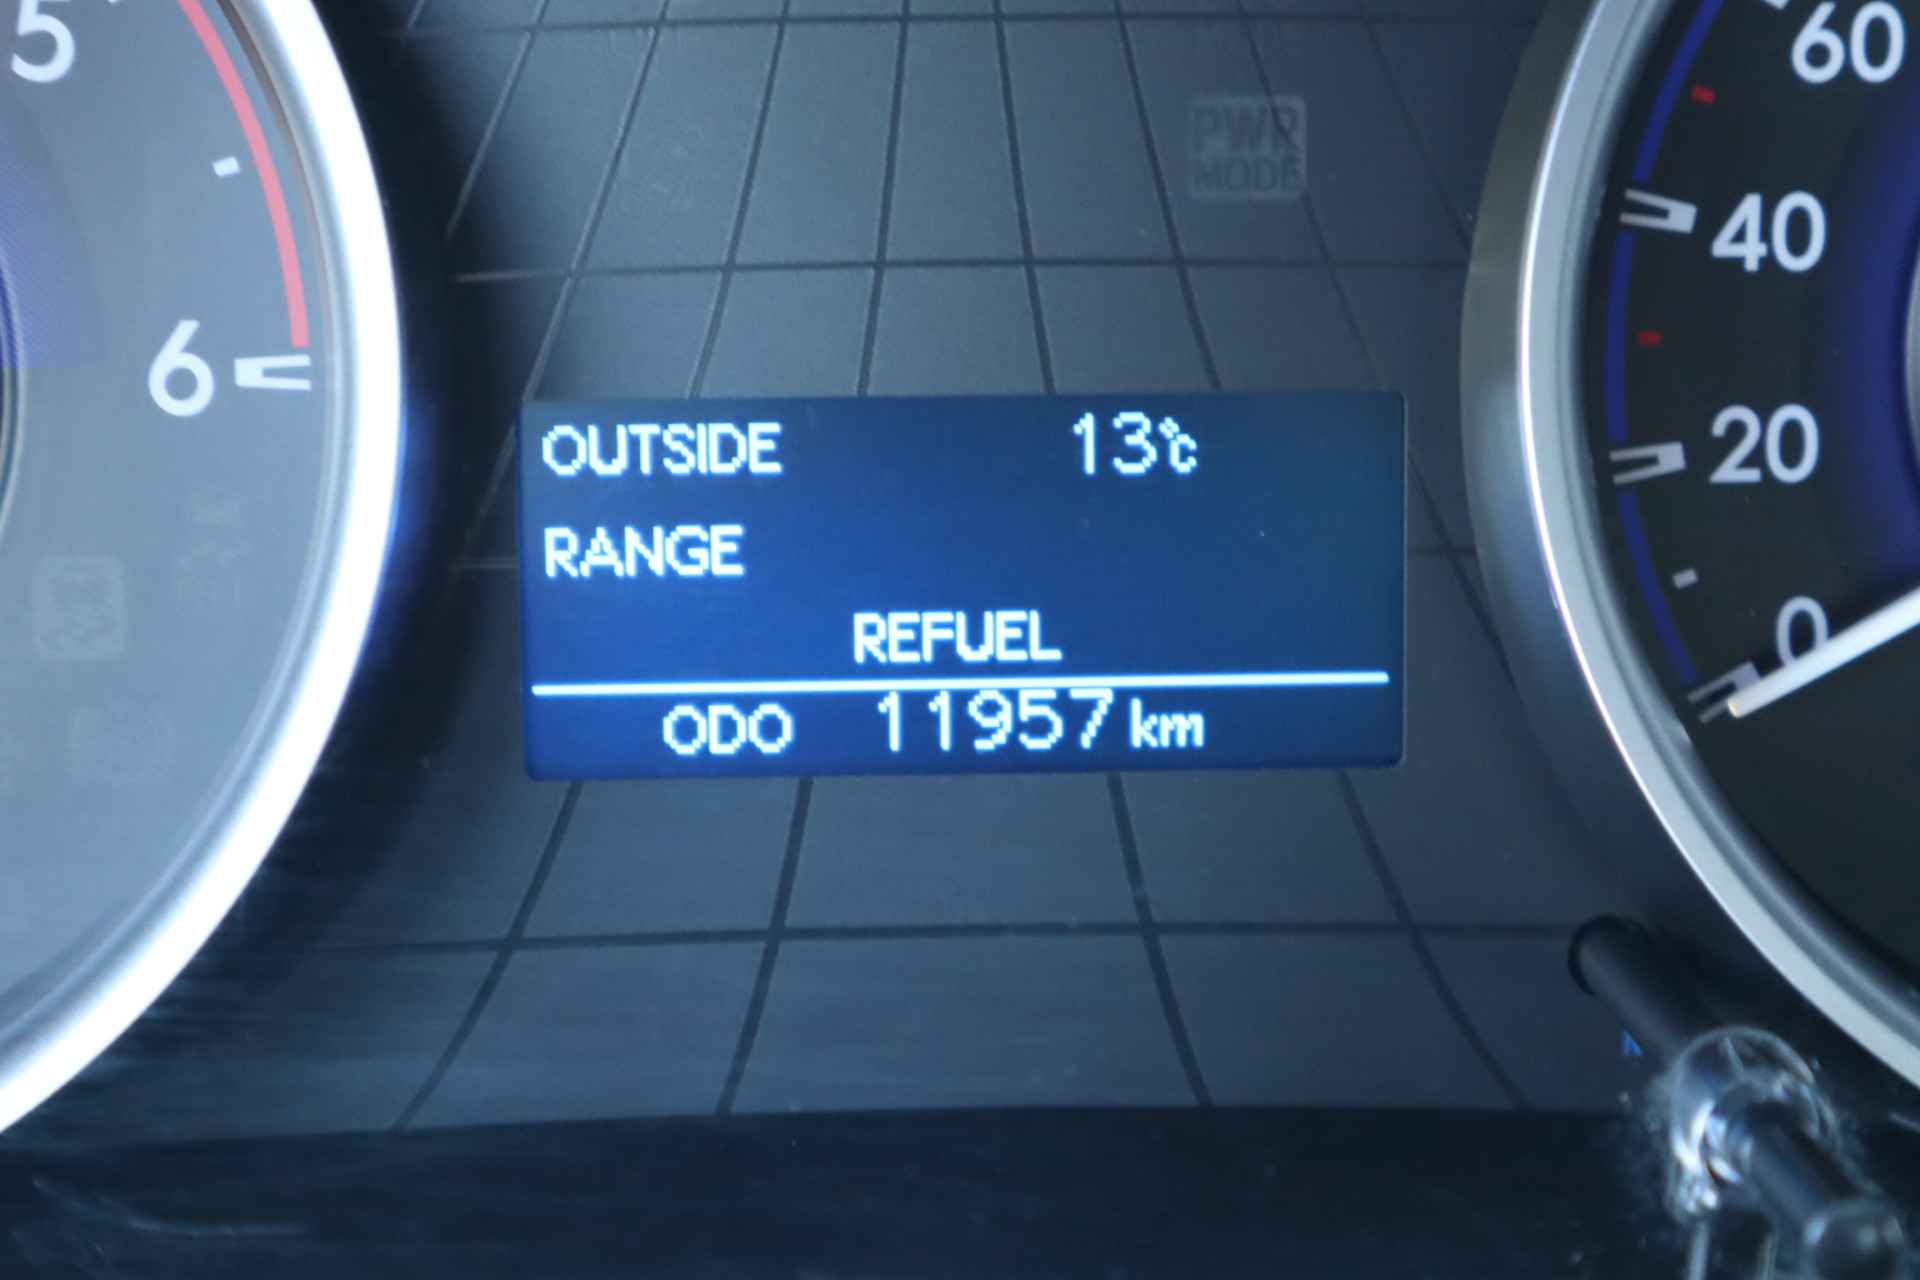 5
6
PWR
MODE
OUTSIDE 13℃
RANGE
REFUEL
ODO 11957 km
60
40
20
0